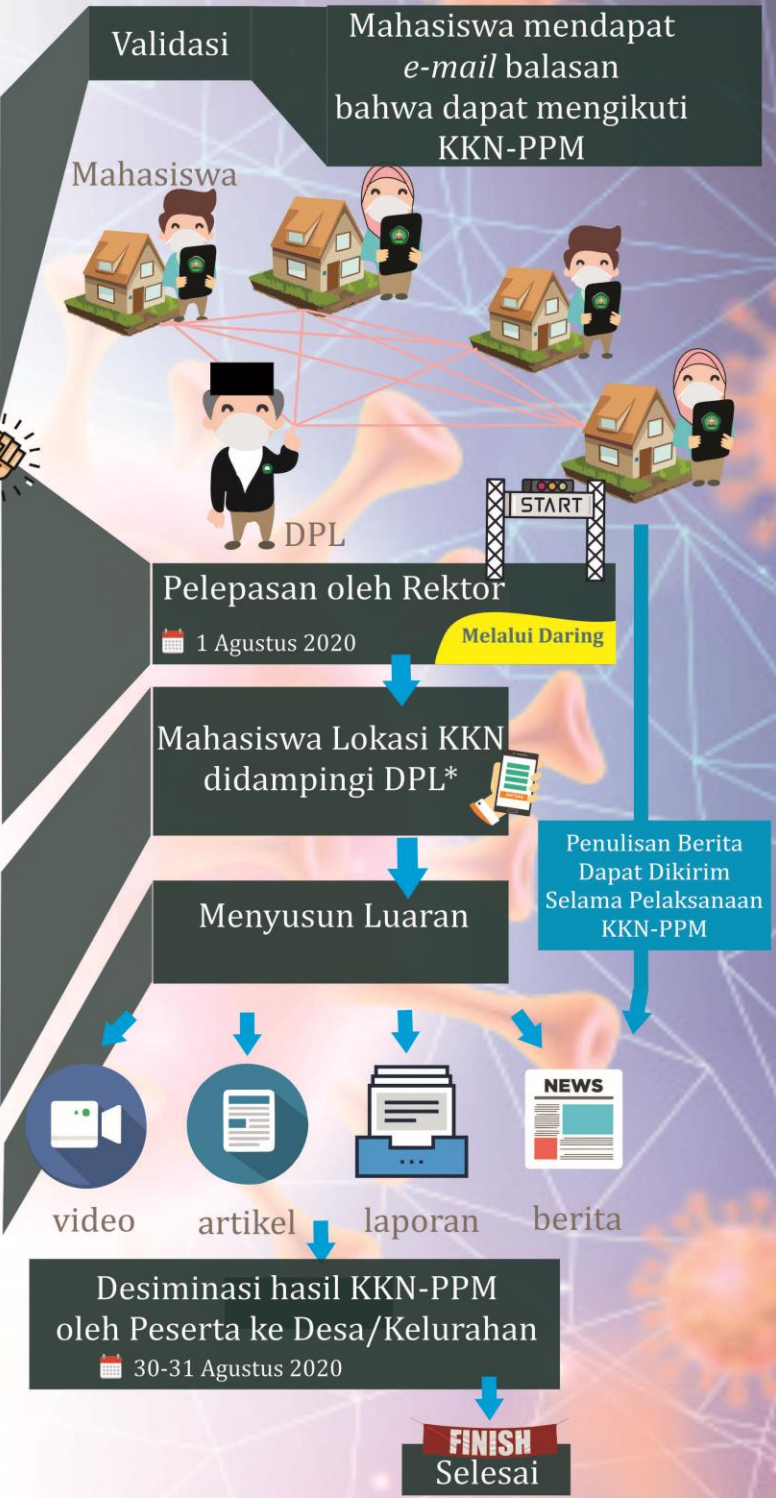 Validasi
Mahasiswa mendapat
e-mail balasan
bahwa dapat mengikuti
KKN-PPM
Mahasiswa
DPL
START
Pelepasan oleh Rektor
1 Agustus 2020
Melalui Daring
Mahasiswa Lokasi KKN
didampingi DPL*
Penulisan Berita
Dapat Dikirim
Selama Pelaksanaan
KKN-PPM
Menyusun Luaran
NEWS
video
artikel
laporan
berita
Desiminasi hasil KKN-PPM
oleh Peserta ke Desa/Kelurahan
30-31 Agustus 2020
FINISH
Selesai